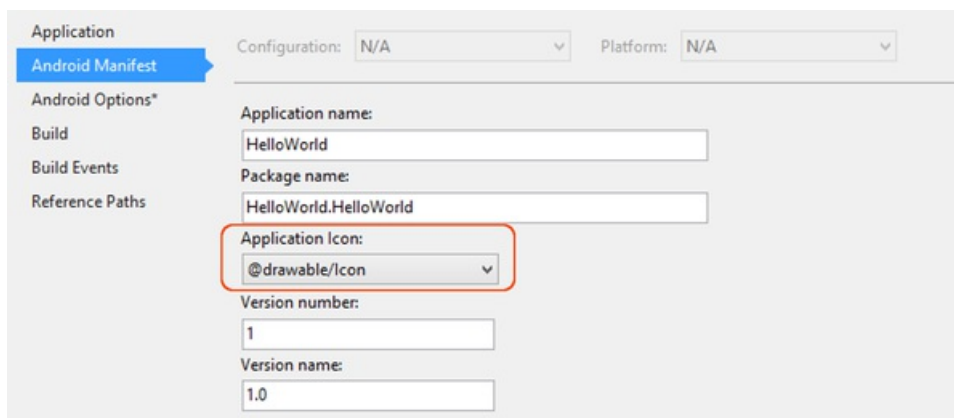 Application
Android Manifest
Android Options*
Build
Build Events
Reference Paths
Configuration: N/A Platform: N/A
Application name:
HelloWorld
Package name:
HelloWorld.HelloWorld
Application Icon:
@drawable/Icon
Version number:
1
Version name:
1.0